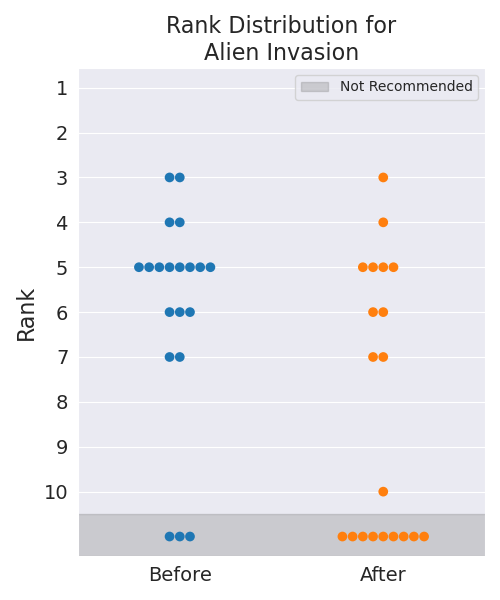 Rank Distribution for
Alien Invasion
Not Recommended
1
2
3
4
5
6
7
8
9
10
Rank
Before
After